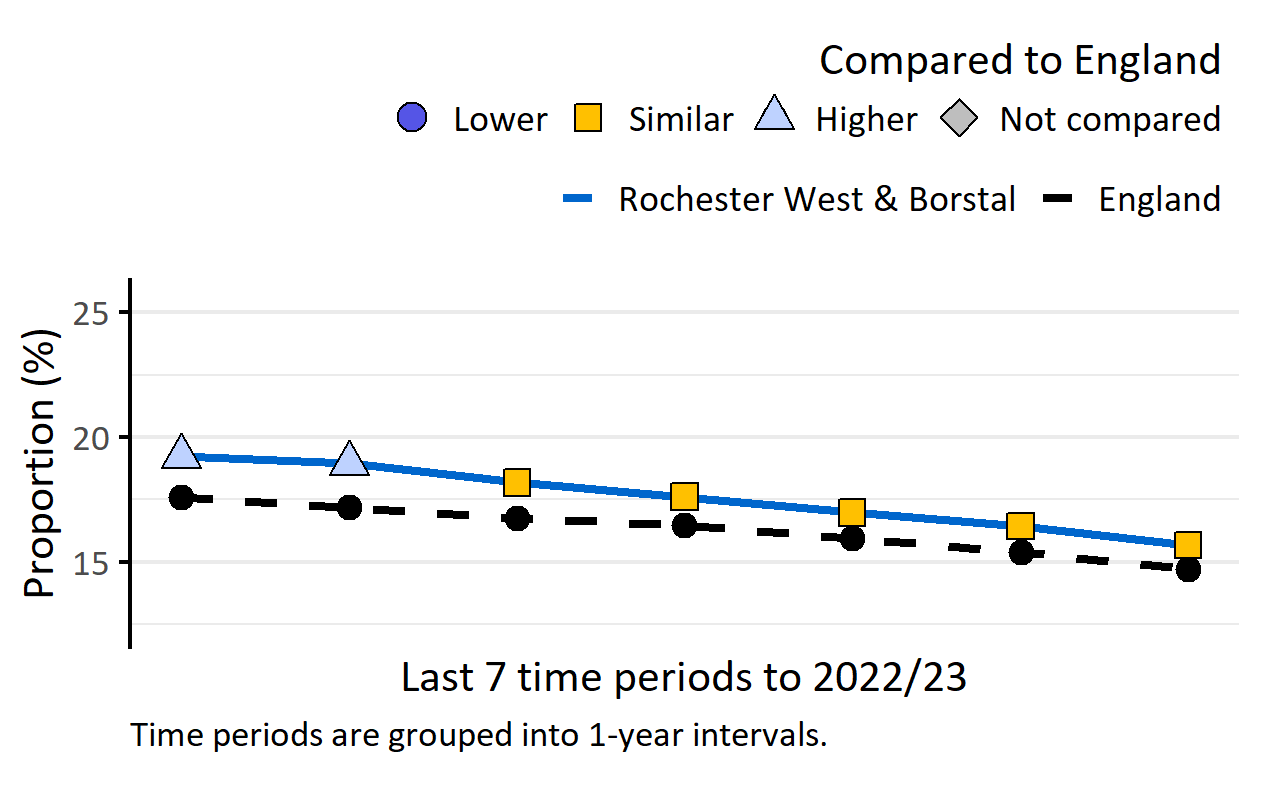 Compared to England
Lower Similar Higher Not compared
Rochester West & Borstal England
Proportion (%)
25
20
15
Last 7 time periods to 2022/23
Time periods are grouped into 1-year intervals.